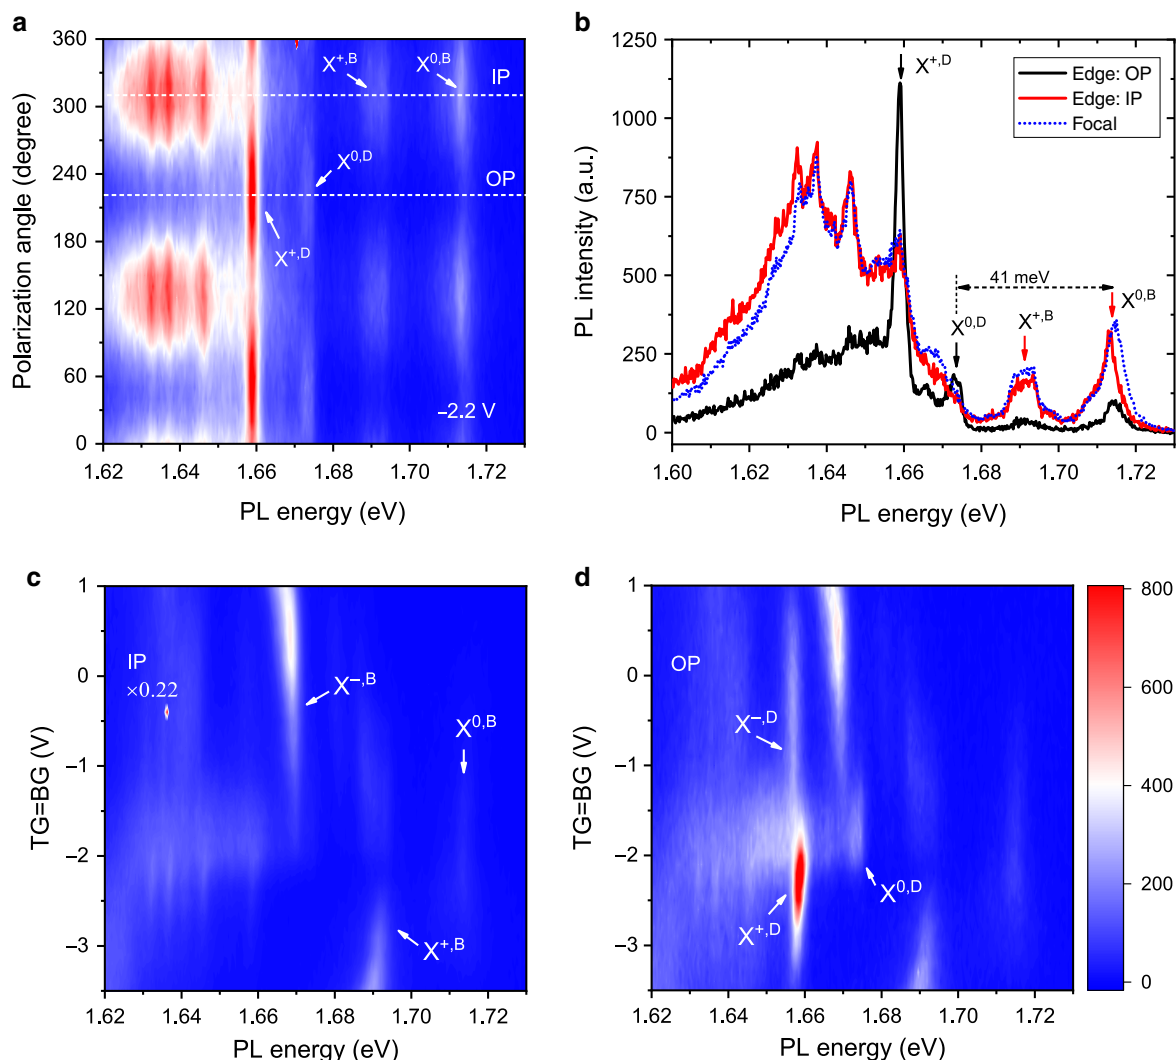 a
Polarization angle (degree)
360
300
240
180
120
60
0
X+,B
X0,B
IP
X0,D
OP
X+,D
−2.2 V
1.62 1.64 1.66 1.68 1.70 1.72
PL energy (eV)
b
PL intensity (a.u.)
1250
1000
750
500
250
0
X+,D
Edge: OP
Edge: IP
Focal
41 meV
X0,B
X0,D
X+,B
1.60 1.62 1.64 1.66 1.68 1.70 1.72
PL energy (eV)
c
TG=BG (V)
1
0
−1
−2
−3
IP
×0.22
X−,B
X0,B
X+,B
1.62 1.64 1.66 1.68 1.70 1.72
PL energy (eV)
d
TG=BG (V)
1
0
−1
−2
−3
OP
X−,D
X0,D
X+,D
1.62 1.64 1.66 1.68 1.70 1.72
PL energy (eV)
800
600
400
200
0